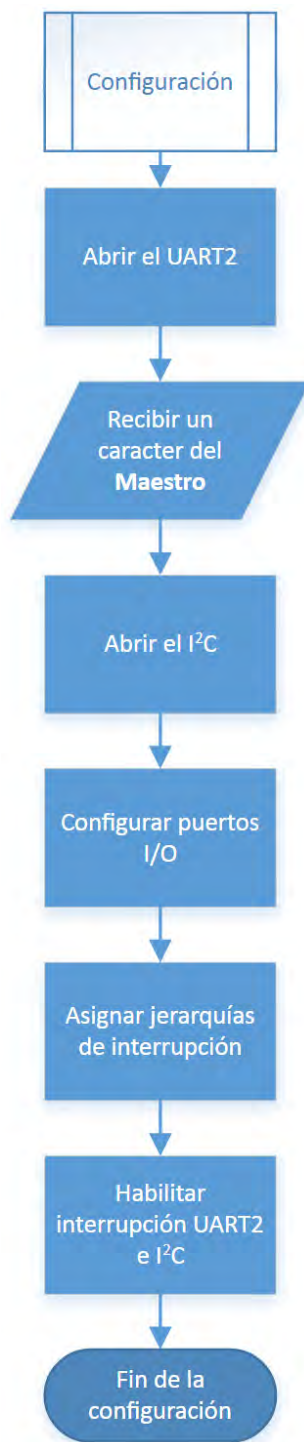 Configuración
Abrir el UART2
Recibir un
caracter del
Maestro
Abrir el I²C
Configurar puertos
I/O
Asignar jerarquías
de interrupción
Habilitar
interrupción UART2
e I²C
Fin de la
configuración